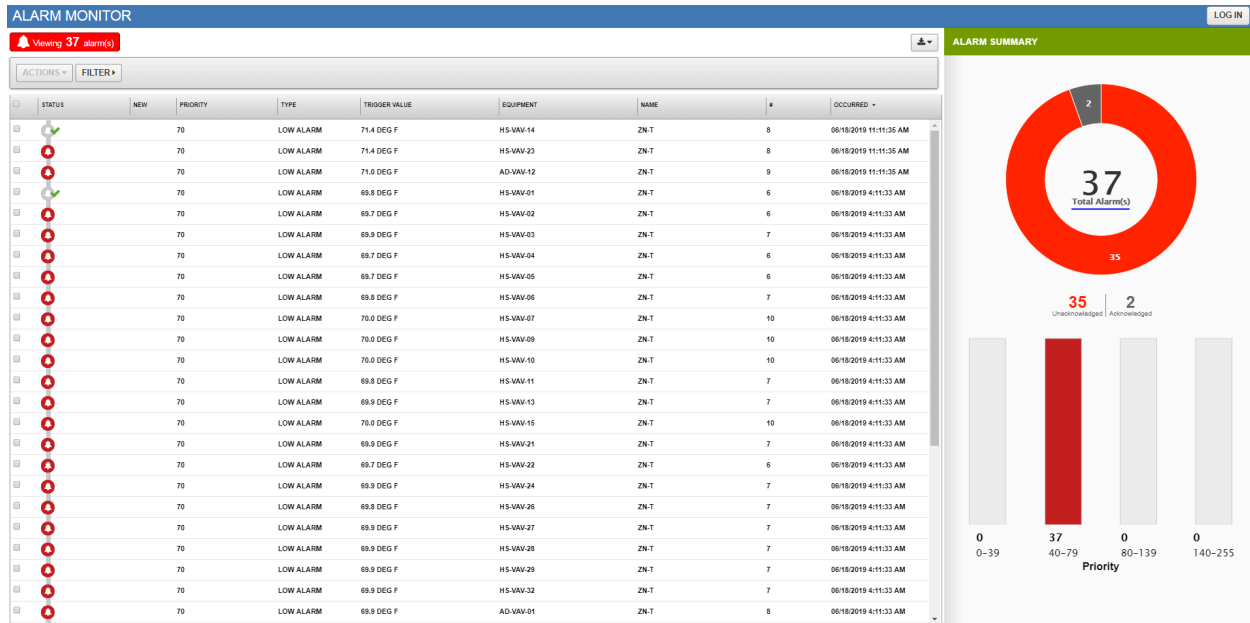 ALARM MONITOR
LOG IN
Viewing 37 alarm(s)
ACTIONS
FILTER
STATUS NEW PRIORITY TYPE TRIGGER VALUE EQUIPMENT NAME # OCCURRED
70 LOW ALARM 71.4 DEG F HS-VAV-14 ZN-T 8 06/18/2019 11:11:35 AM
70 LOW ALARM 71.4 DEG F HS-VAV-23 ZN-T 8 06/18/2019 11:11:35 AM
70 LOW ALARM 71.0 DEG F AD-VAV-12 ZN-T 9 06/18/2019 11:11:35 AM
70 LOW ALARM 69.8 DEG F HS-VAV-01 ZN-T 6 06/18/2019 4:11:33 AM
70 LOW ALARM 69.7 DEG F HS-VAV-02 ZN-T 6 06/18/2019 4:11:33 AM
70 LOW ALARM 69.9 DEG F HS-VAV-03 ZN-T 7 06/18/2019 4:11:33 AM
70 LOW ALARM 69.7 DEG F HS-VAV-04 ZN-T 6 06/18/2019 4:11:33 AM
70 LOW ALARM 69.7 DEG F HS-VAV-05 ZN-T 6 06/18/2019 4:11:33 AM
70 LOW ALARM 69.8 DEG F HS-VAV-06 ZN-T 7 06/18/2019 4:11:33 AM
70 LOW ALARM 70.0 DEG F HS-VAV-07 ZN-T 10 06/18/2019 4:11:33 AM
70 LOW ALARM 70.0 DEG F HS-VAV-09 ZN-T 10 06/18/2019 4:11:33 AM
70 LOW ALARM 70.0 DEG F HS-VAV-10 ZN-T 10 06/18/2019 4:11:33 AM
70 LOW ALARM 69.8 DEG F HS-VAV-11 ZN-T 7 06/18/2019 4:11:33 AM
70 LOW ALARM 69.9 DEG F HS-VAV-13 ZN-T 7 06/18/2019 4:11:33 AM
70 LOW ALARM 70.0 DEG F HS-VAV-15 ZN-T 10 06/18/2019 4:11:33 AM
70 LOW ALARM 69.9 DEG F HS-VAV-21 ZN-T 7 06/18/2019 4:11:33 AM
70 LOW ALARM 69.7 DEG F HS-VAV-22 ZN-T 6 06/18/2019 4:11:33 AM
70 LOW ALARM 69.9 DEG F HS-VAV-24 ZN-T 7 06/18/2019 4:11:33 AM
70 LOW ALARM 69.8 DEG F HS-VAV-26 ZN-T 7 06/18/2019 4:11:33 AM
70 LOW ALARM 69.9 DEG F HS-VAV-27 ZN-T 7 06/18/2019 4:11:33 AM
70 LOW ALARM 69.9 DEG F HS-VAV-28 ZN-T 7 06/18/2019 4:11:33 AM
70 LOW ALARM 69.9 DEG F HS-VAV-29 ZN-T 7 06/18/2019 4:11:33 AM
70 LOW ALARM 69.9 DEG F HS-VAV-32 ZN-T 7 06/18/2019 4:11:33 AM
70 LOW ALARM 69.9 DEG F AD-VAV-01 ZN-T 8 06/18/2019 4:11:33 AM
ALARM SUMMARY
2
37
Total Alarm(s)
35
35 2
Unacknowledged Acknowledged
0 37 0 0
0-39 40-79 80-139 140-255
Priority